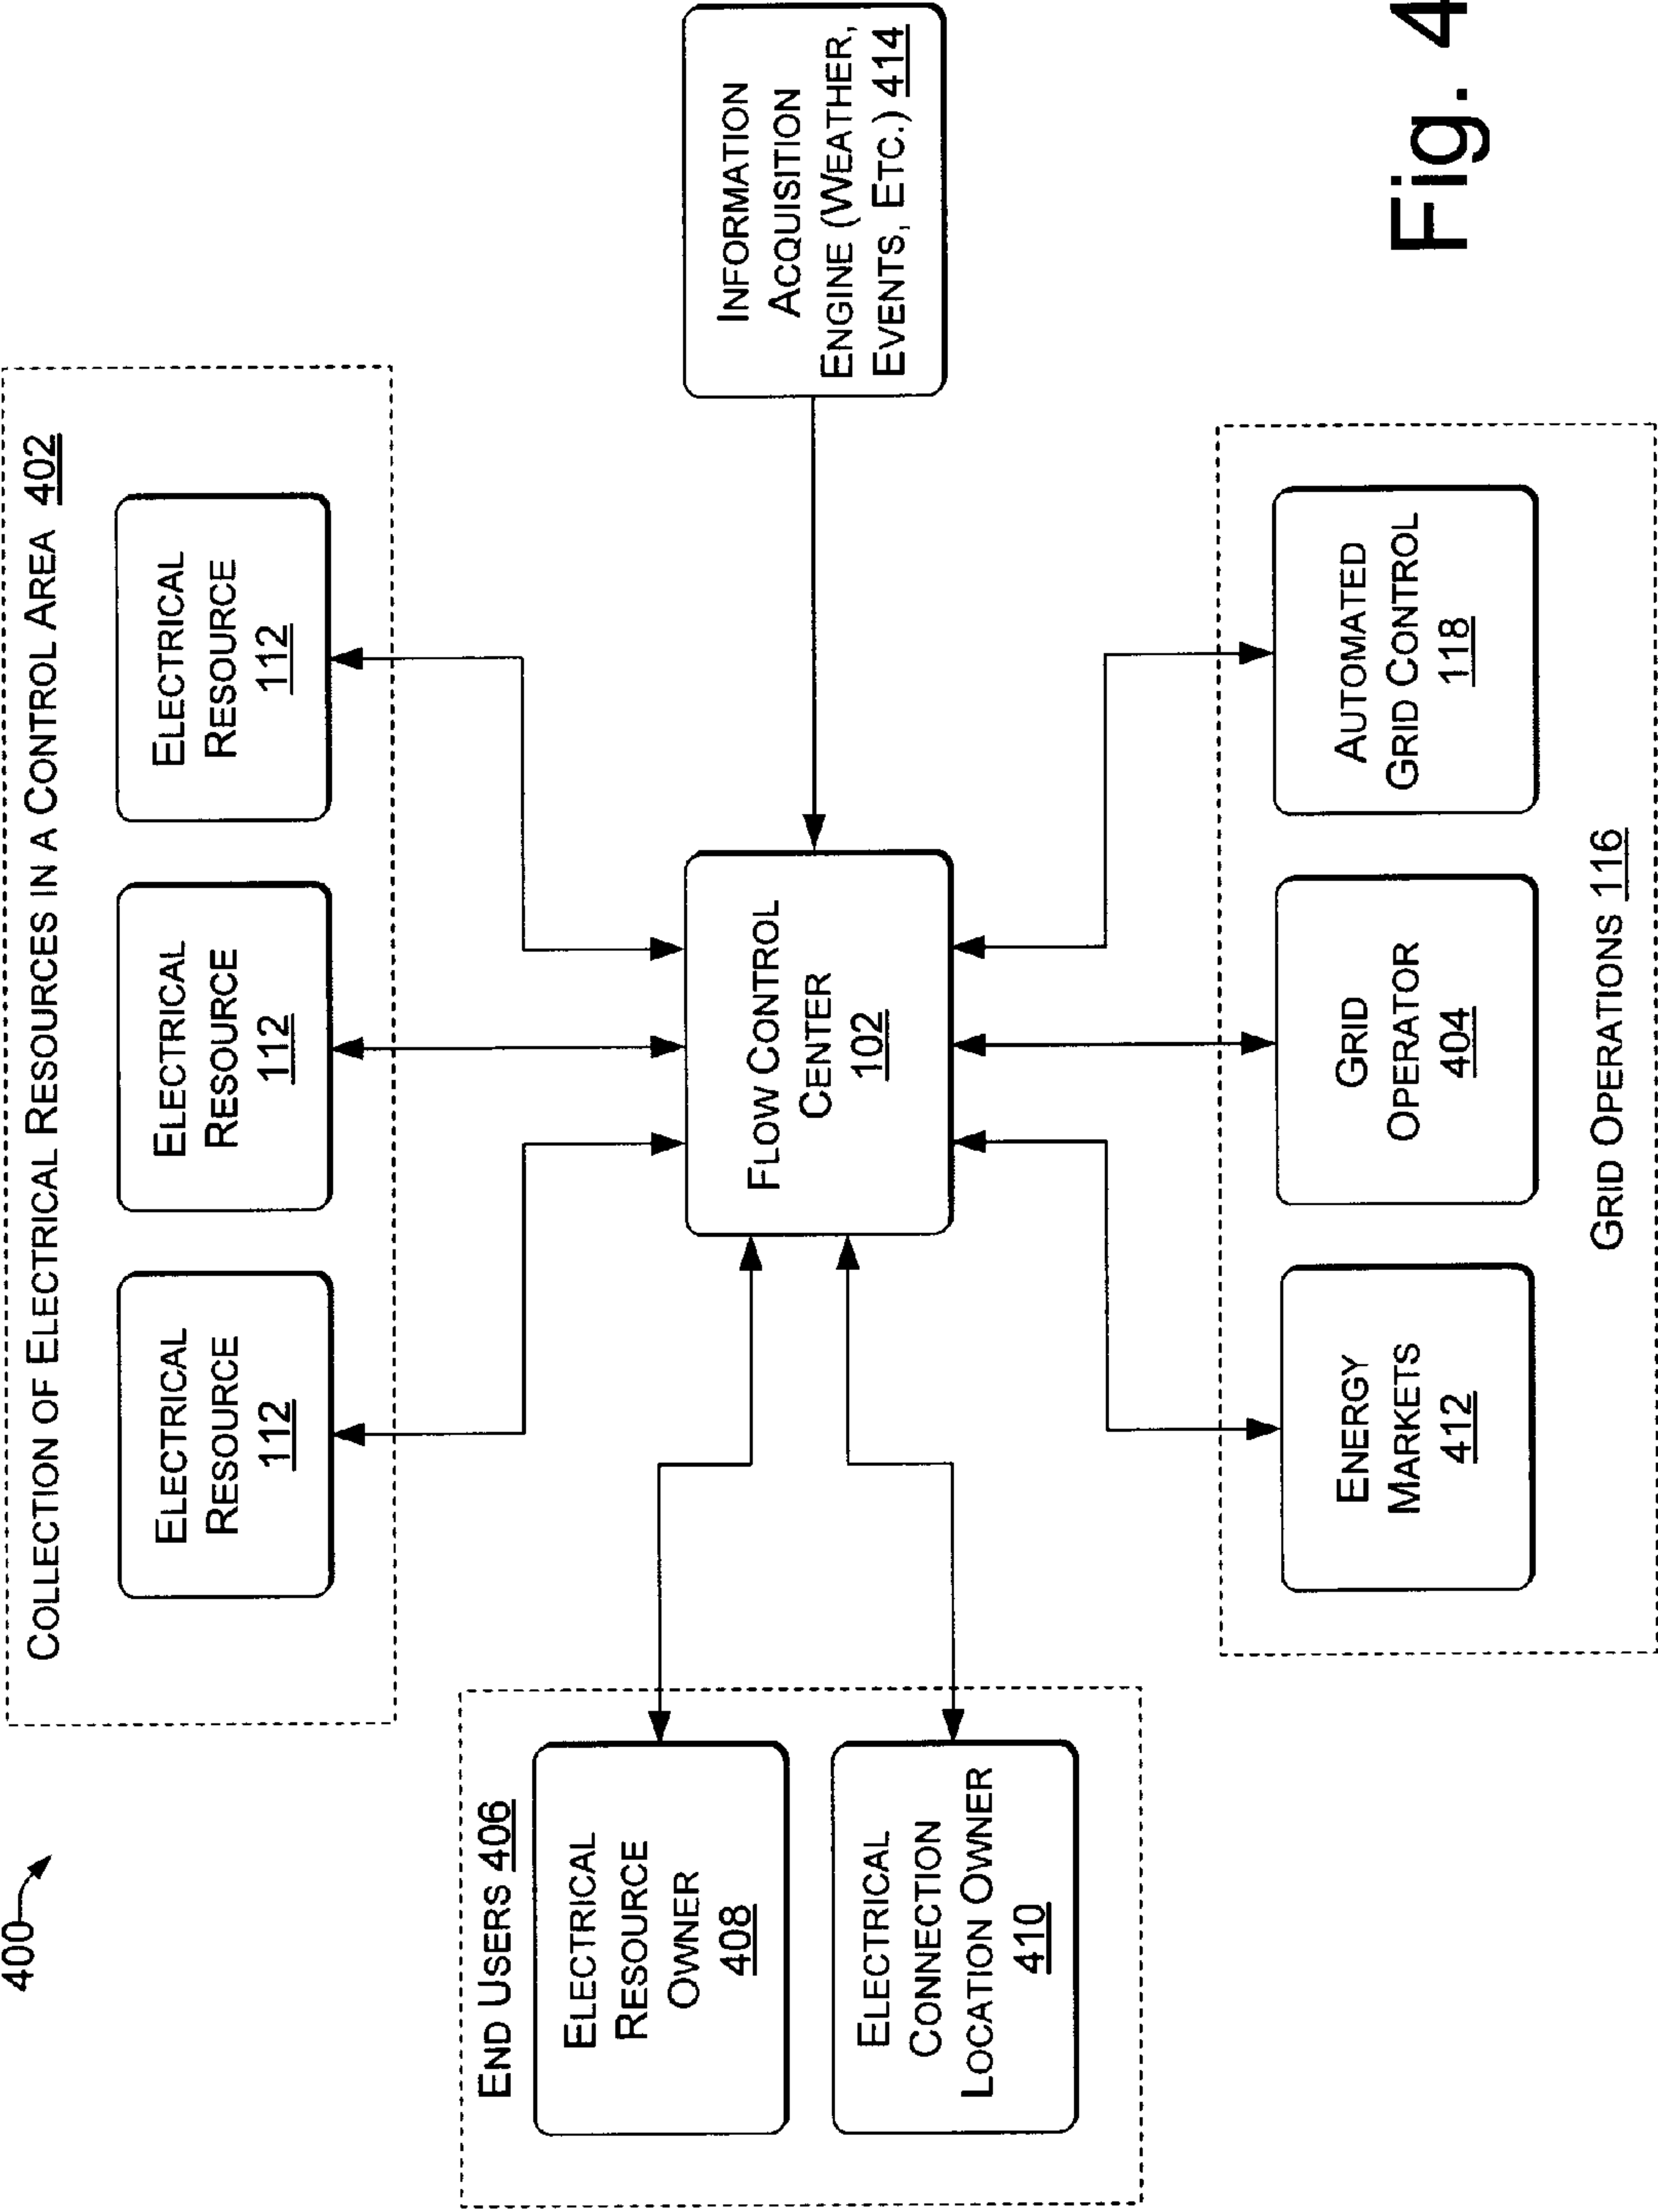 400
COLLECTION OF ELECTRICAL RESOURCES IN A CONTROL AREA 402
ELECTRICAL
RESOURCE
112
ELECTRICAL
RESOURCE
112
ELECTRICAL
RESOURCE
112
END USERS 406
ELECTRICAL
RESOURCE
OWNER
408
ELECTRICAL
CONNECTION
LOCATION OWNER
410
FLOW CONTROL
CENTER
102
INFORMATION
ACQUISITION
ENGINE (WEATHER,
EVENTS, ETC.) 414
ENERGY
MARKETS
412
GRID
OPERATOR
404
AUTOMATED
GRID CONTROL
118
GRID OPERATIONS 116
Fig. 4